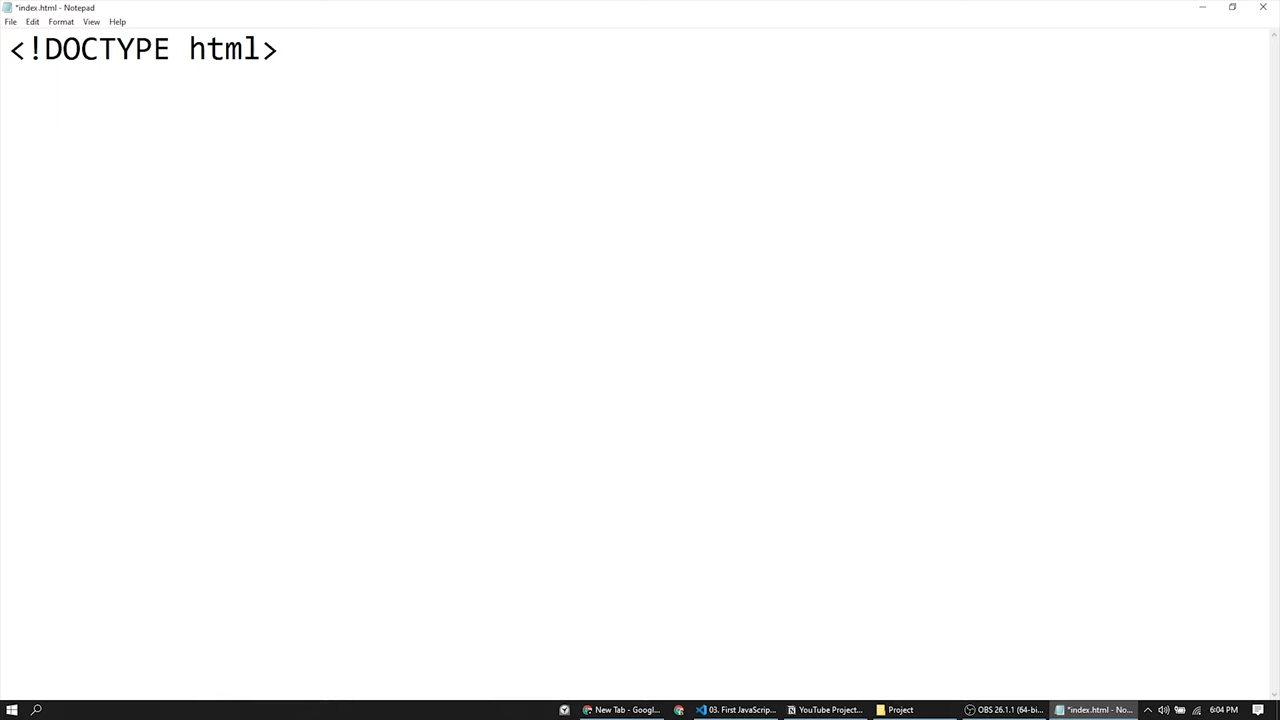 *index.html - Notepad
File Edit Format View Help
<!DOCTYPE html>
New Tab - Googl... 03. First JavaScrip... YouTube Project... Project OBS 26.1.1 (64-bi... *index.html - No... 6:04 PM